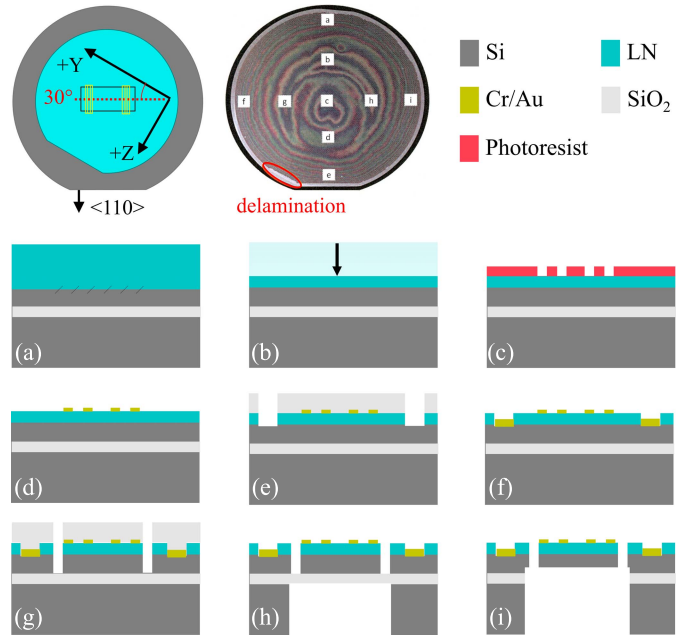 +Y
30°
+Z
<110>
a
b
f
g
c
h
i
d
e
delamination
Si
LN
Cr/Au
SiO₂
Photoresist
(a)
(b)
(c)
(d)
(e)
(f)
(g)
(h)
(i)